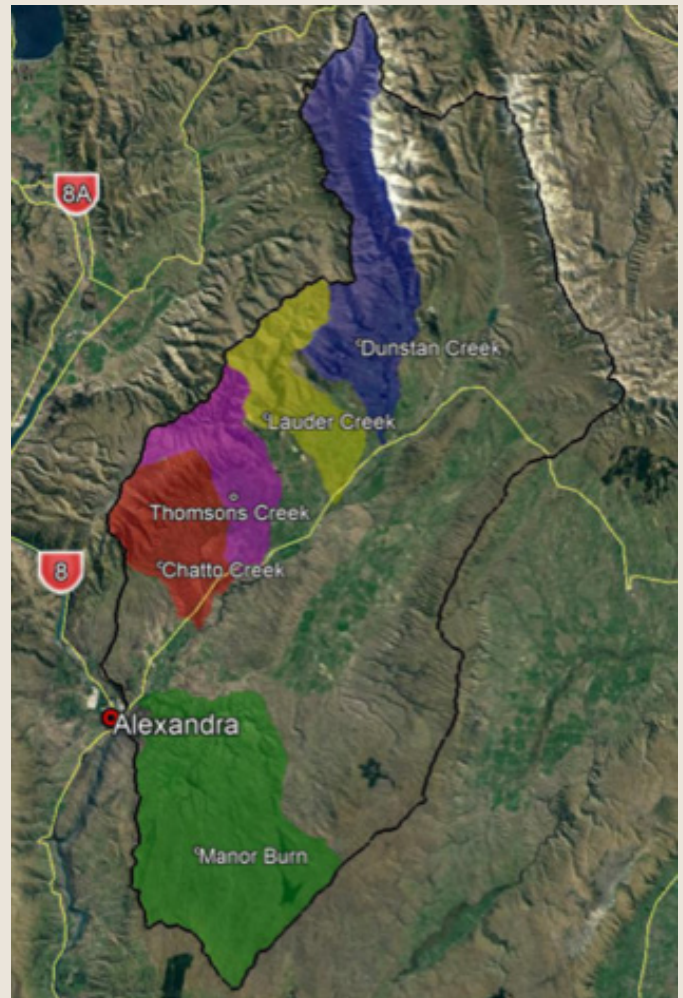 8A
Dunstan Creek
Lauder Creek
Thomsons Creek
8
Chatto Creek
Alexandra
Manor Burn